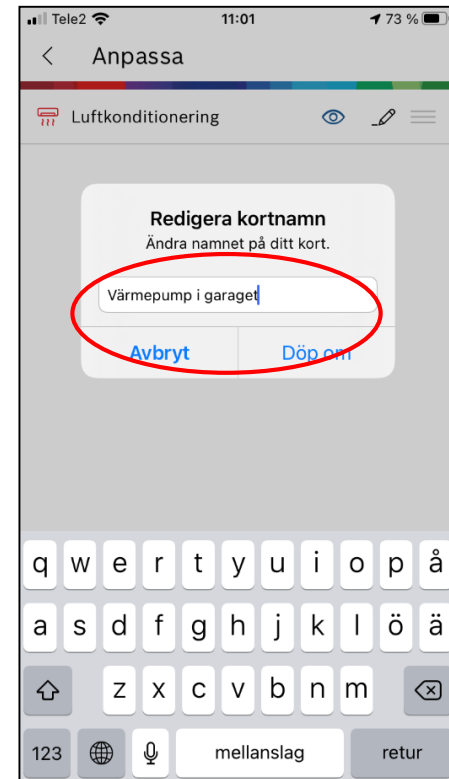 Tele2 11:01 73 %
Anpassa
Luftkonditionering
Redigera kortnamn
Ändra namnet på ditt kort.
Värmepump i garaget
Avbryt Döp om
q w e r t y u i o p å
a s d f g h j k l ö ä
z x c v b n m
123 mellanslag retur